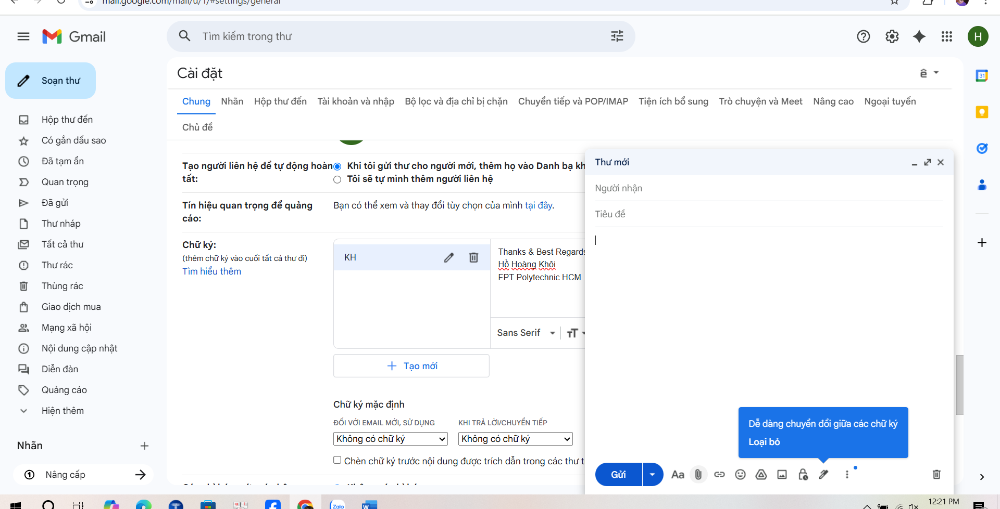 mail.google.com/mail/u/1/#settings/general
Gmail
Tìm kiếm trong thư
H
Soạn thư
Hộp thư đến
Có gắn dấu sao
Đã tạm ẩn
Quan trọng
Đã gửi
Thư nháp
Tất cả thư
Thư rác
Thùng rác
Giao dịch mua
Mạng xã hội
Nội dung cập nhật
Diễn đàn
Quảng cáo
Hiện thêm
Nhãn
Nâng cấp
Cài đặt
ê
Chung Nhãn Hộp thư đến Tài khoản và nhập Bộ lọc và địa chỉ bị chặn Chuyển tiếp và POP/IMAP Tiện ích bổ sung Trò chuyện và Meet Nâng cao Ngoại tuyến
Chủ đề
Tạo người liên hệ để tự động hoàn
tất:
Khi tôi gửi thư cho người mới, thêm họ vào Danh bạ kh
Tôi sẽ tự mình thêm người liên hệ
Tín hiệu quan trọng để quảng
cáo:
Bạn có thể xem và thay đổi tùy chọn của mình tại đây.
Chữ ký:
(thêm chữ ký vào cuối tất cả thư đi)
Tìm hiểu thêm
KH
Thanks & Best Regards
Hồ Hoàng Khôi
FPT Polytechnic HCM
Sans Serif
Tạo mới
Chữ ký mặc định
ĐỐI VỚI EMAIL MỚI, SỬ DỤNG KHI TRẢ LỜI/CHUYỂN TIẾP
Không có chữ ký Không có chữ ký
Chèn chữ ký trước nội dung được trích dẫn trong các thư t
Thư mới
Người nhận
Tiêu đề
Dễ dàng chuyển đổi giữa các chữ ký
Loại bỏ
Gửi
Aa
31
Zalo
12:21 PM